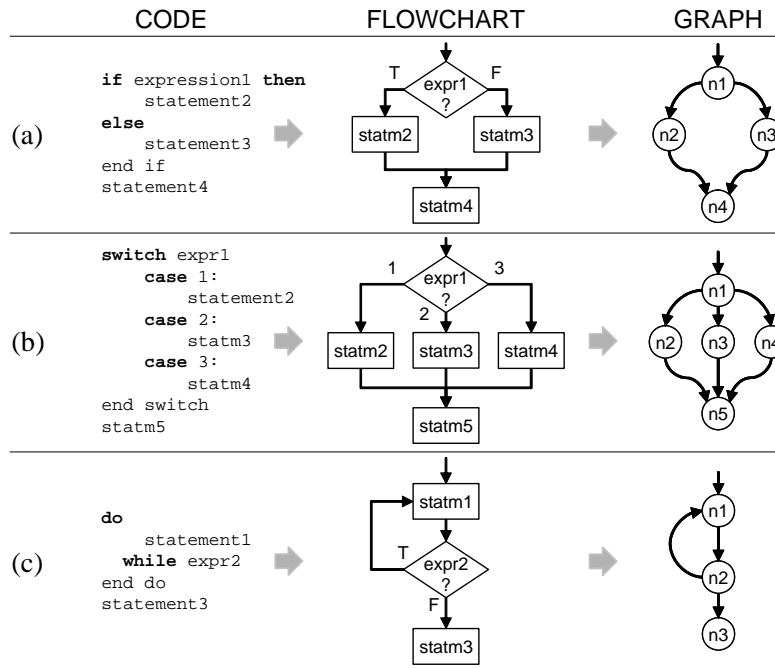 CODE FLOWCHART GRAPH
(a)
if expression1 then
statement2
else
statement3
end if
statement4
T
F
expr1
?
statm2
statm3
statm4
n1
n2
n3
n4
(b)
switch expr1
case 1:
statement2
case 2:
statm3
case 3:
statm4
end switch
statm5
1
3
expr1
?
2
statm2
statm3
statm4
statm5
n1
n2
n3
n4
n5
(c)
do
statement1
while expr2
end do
statement3
statm1
T
expr2
?
F
statm3
n1
n2
n3